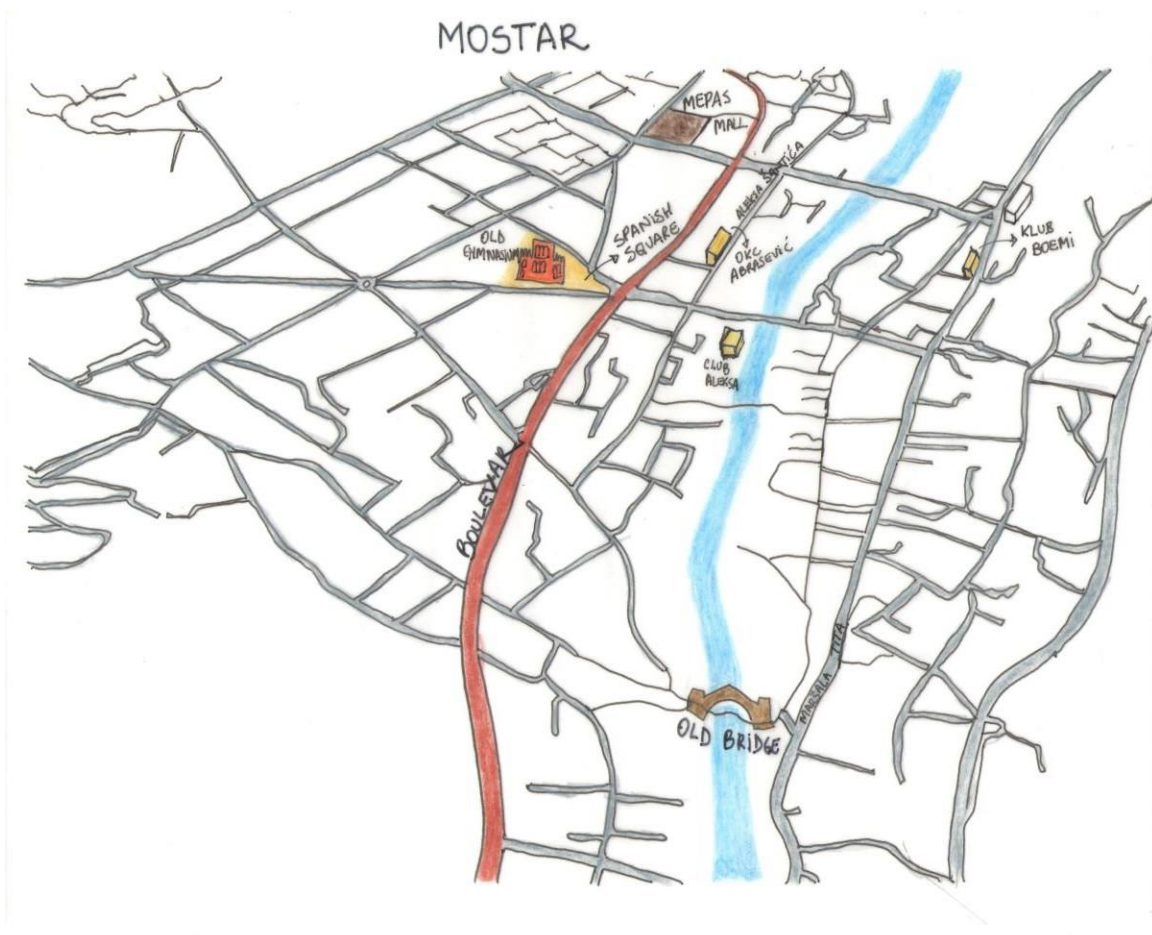 MOSTAR
MEPAS
MALL
ALEKSA ŠANTIĆA
OLD
GYMNASIUM
SPANISH
SQUARE
OKC
ABRAŠEVIĆ
KLUB
BOEMI
CLUB
ALEKSA
BOULEVAR
MARŠALA TITA
OLD BRIDGE